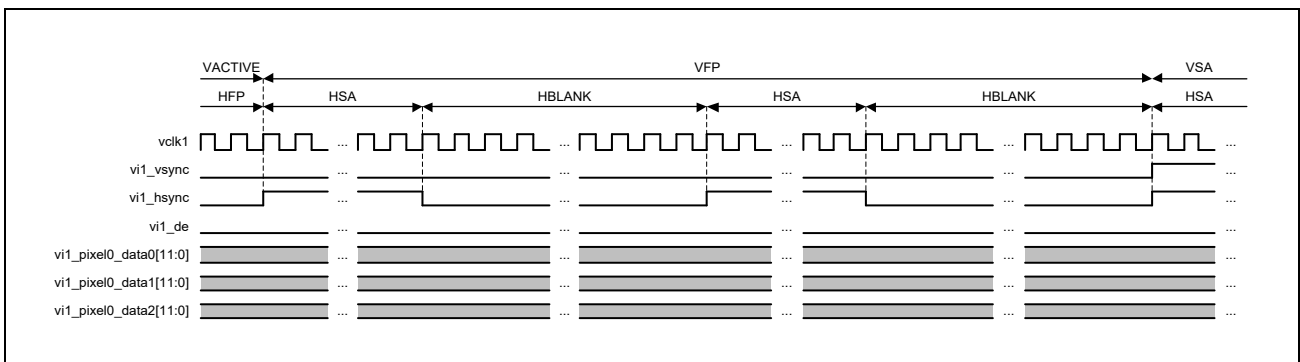 VACTIVE VFP VSA
HFP HSA HBLANK HSA HBLANK HSA
vclk1 ... ... ... ... ...
vi1_vsync ... ... ... ... ...
vi1_hsync ... ... ... ... ...
vi1_de ... ... ... ... ...
vi1_pixel0_data0[11:0] ... ... ... ... ...
vi1_pixel0_data1[11:0] ... ... ... ... ...
vi1_pixel0_data2[11:0] ... ... ... ... ...